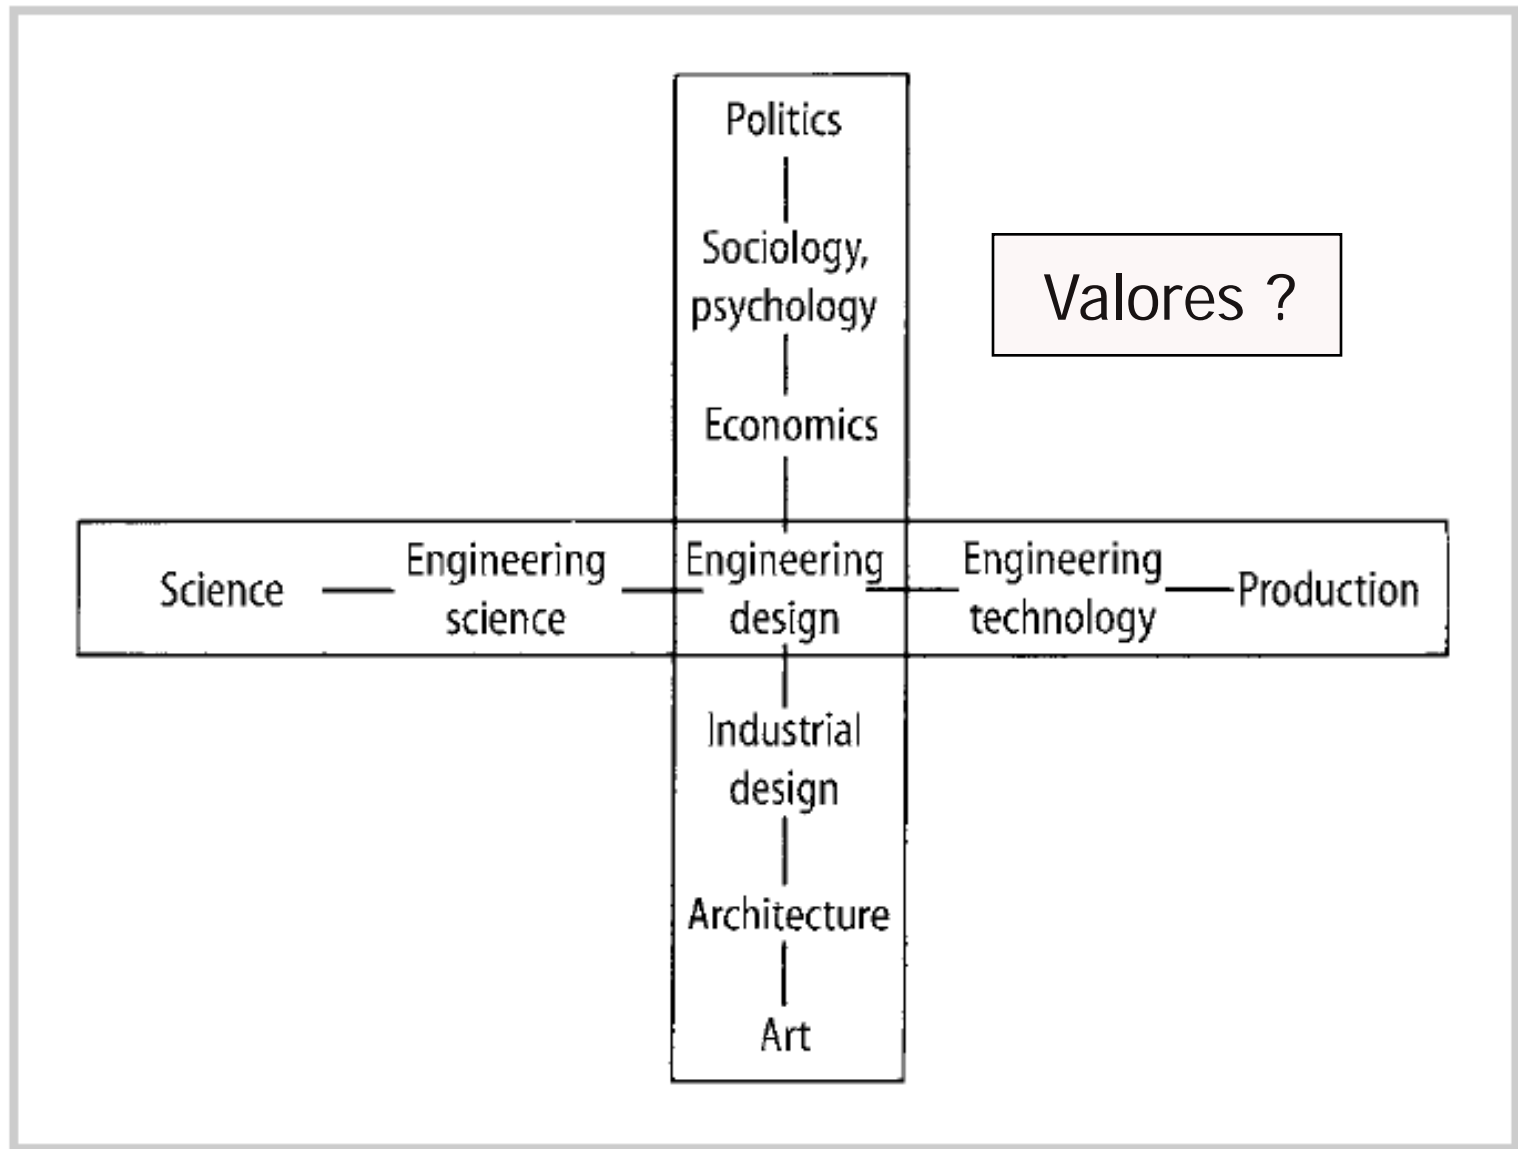 Politics
Sociology,
psychology
Valores ?
Economics
Science
Engineering
science
Engineering
design
Engineering
technology
Production
Industrial
design
Architecture
Art